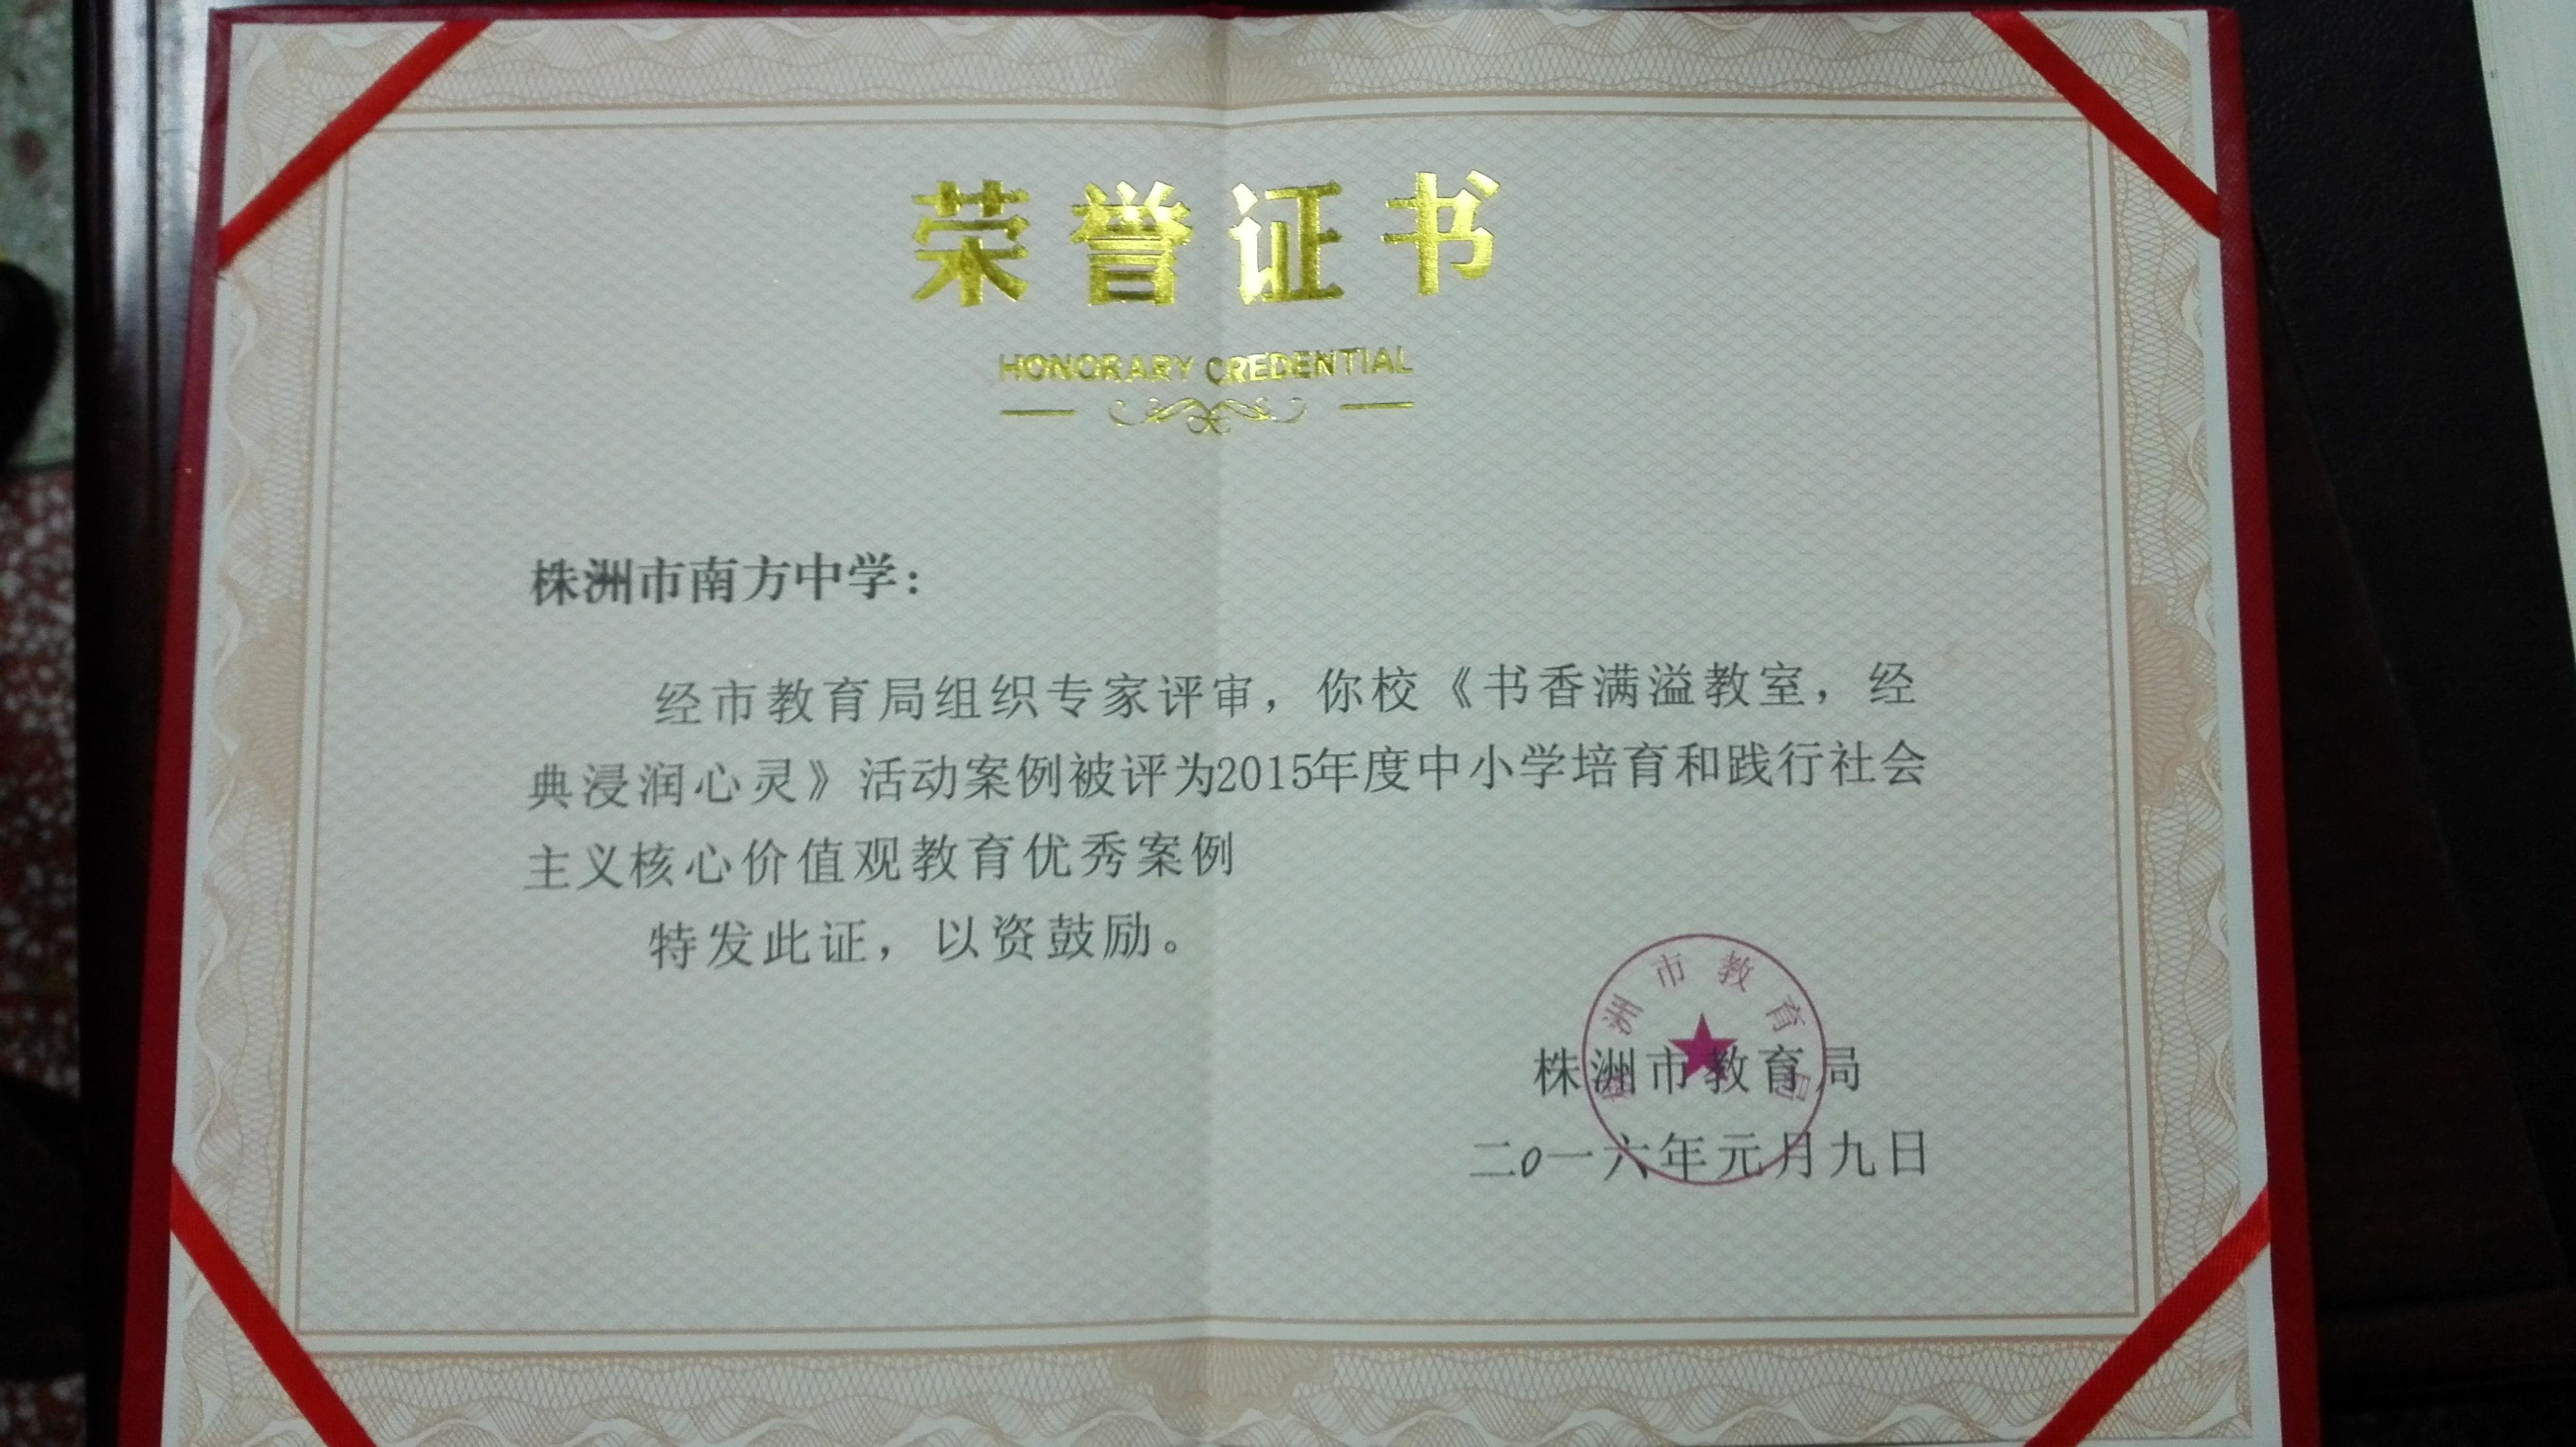 荣誉证书
HONORARY CREDENTIAL
株洲市南方中学：
经市教育局组织专家评审，你校《书香满溢教室，经
典浸润心灵》活动案例被评为2015年度中小学培育和践行社会
主义核心价值观教育优秀案例
特发此证，以资鼓励。
株洲市教育局
株洲市教育局
二0一六年元月九日